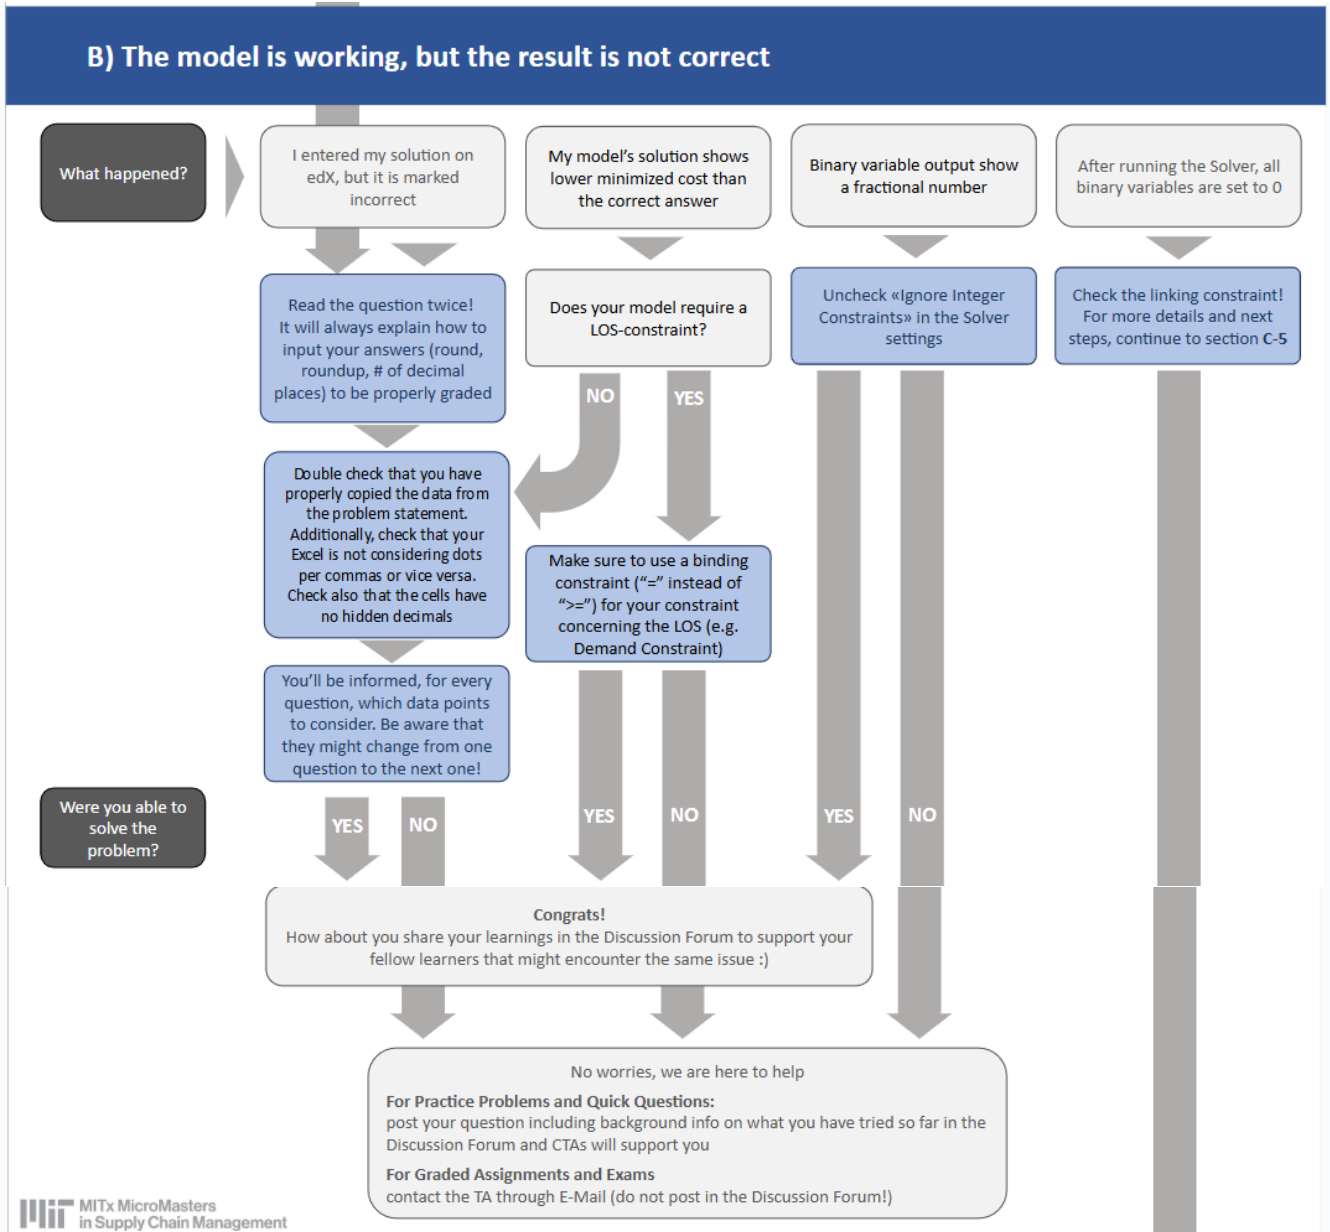 B) The model is working, but the result is not correct
What happened?
I entered my solution on
edX, but it is marked
incorrect
My model's solution shows
lower minimized cost than
the correct answer
Binary variable output show
a fractional number
After running the Solver, all
binary variables are set to 0
Read the question twice!
It will always explain how to
input your answers (round,
roundup, # of decimal
places) to be properly graded
Does your model require a
LOS-constraint?
Uncheck «Ignore Integer
Constraints» in the Solver
settings
Check the linking constraint!
For more details and next
steps, continue to section C-5
NO
YES
Double check that you have
properly copied the data from
the problem statement.
Additionally, check that your
Excel is not considering dots
per commas or vice versa.
Check also that the cells have
no hidden decimals
Make sure to use a binding
constraint (“=” instead of
“>=”) for your constraint
concerning the LOS (e.g.
Demand Constraint)
You'll be informed, for every
question, which data points
to consider. Be aware that
they might change from one
question to the next one!
Were you able to
solve the
problem?
YES
NO
YES
NO
YES
NO
Congrats!
How about you share your learnings in the Discussion Forum to support your
fellow learners that might encounter the same issue :)
No worries, we are here to help
For Practice Problems and Quick Questions:
post your question including background info on what you have tried so far in the
Discussion Forum and CTAs will support you
For Graded Assignments and Exams
contact the TA through E-Mail (do not post in the Discussion Forum!)
MITx MicroMasters
in Supply Chain Management